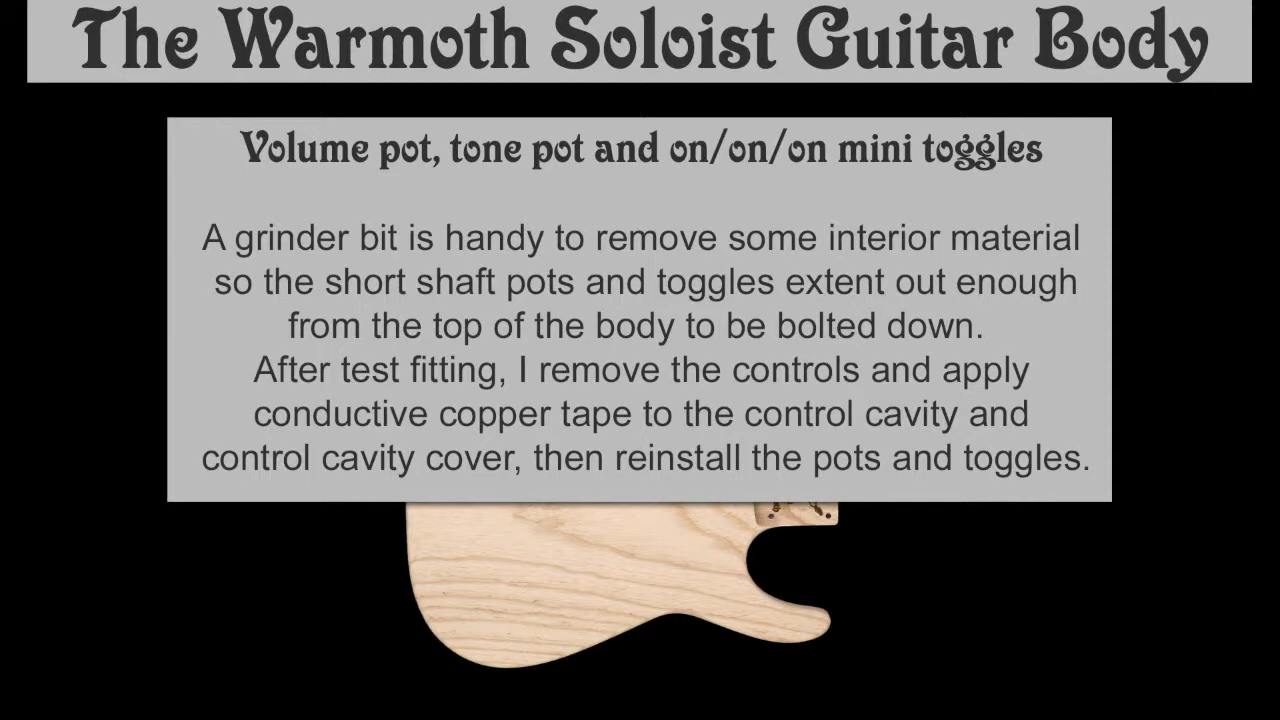 The Warmoth Soloist Guitar Body
Volume pot, tone pot and on/on/on mini toggles
A grinder bit is handy to remove some interior material
so the short shaft pots and toggles extent out enough
from the top of the body to be bolted down.
After test fitting, I remove the controls and apply
conductive copper tape to the control cavity and
control cavity cover, then reinstall the pots and toggles.